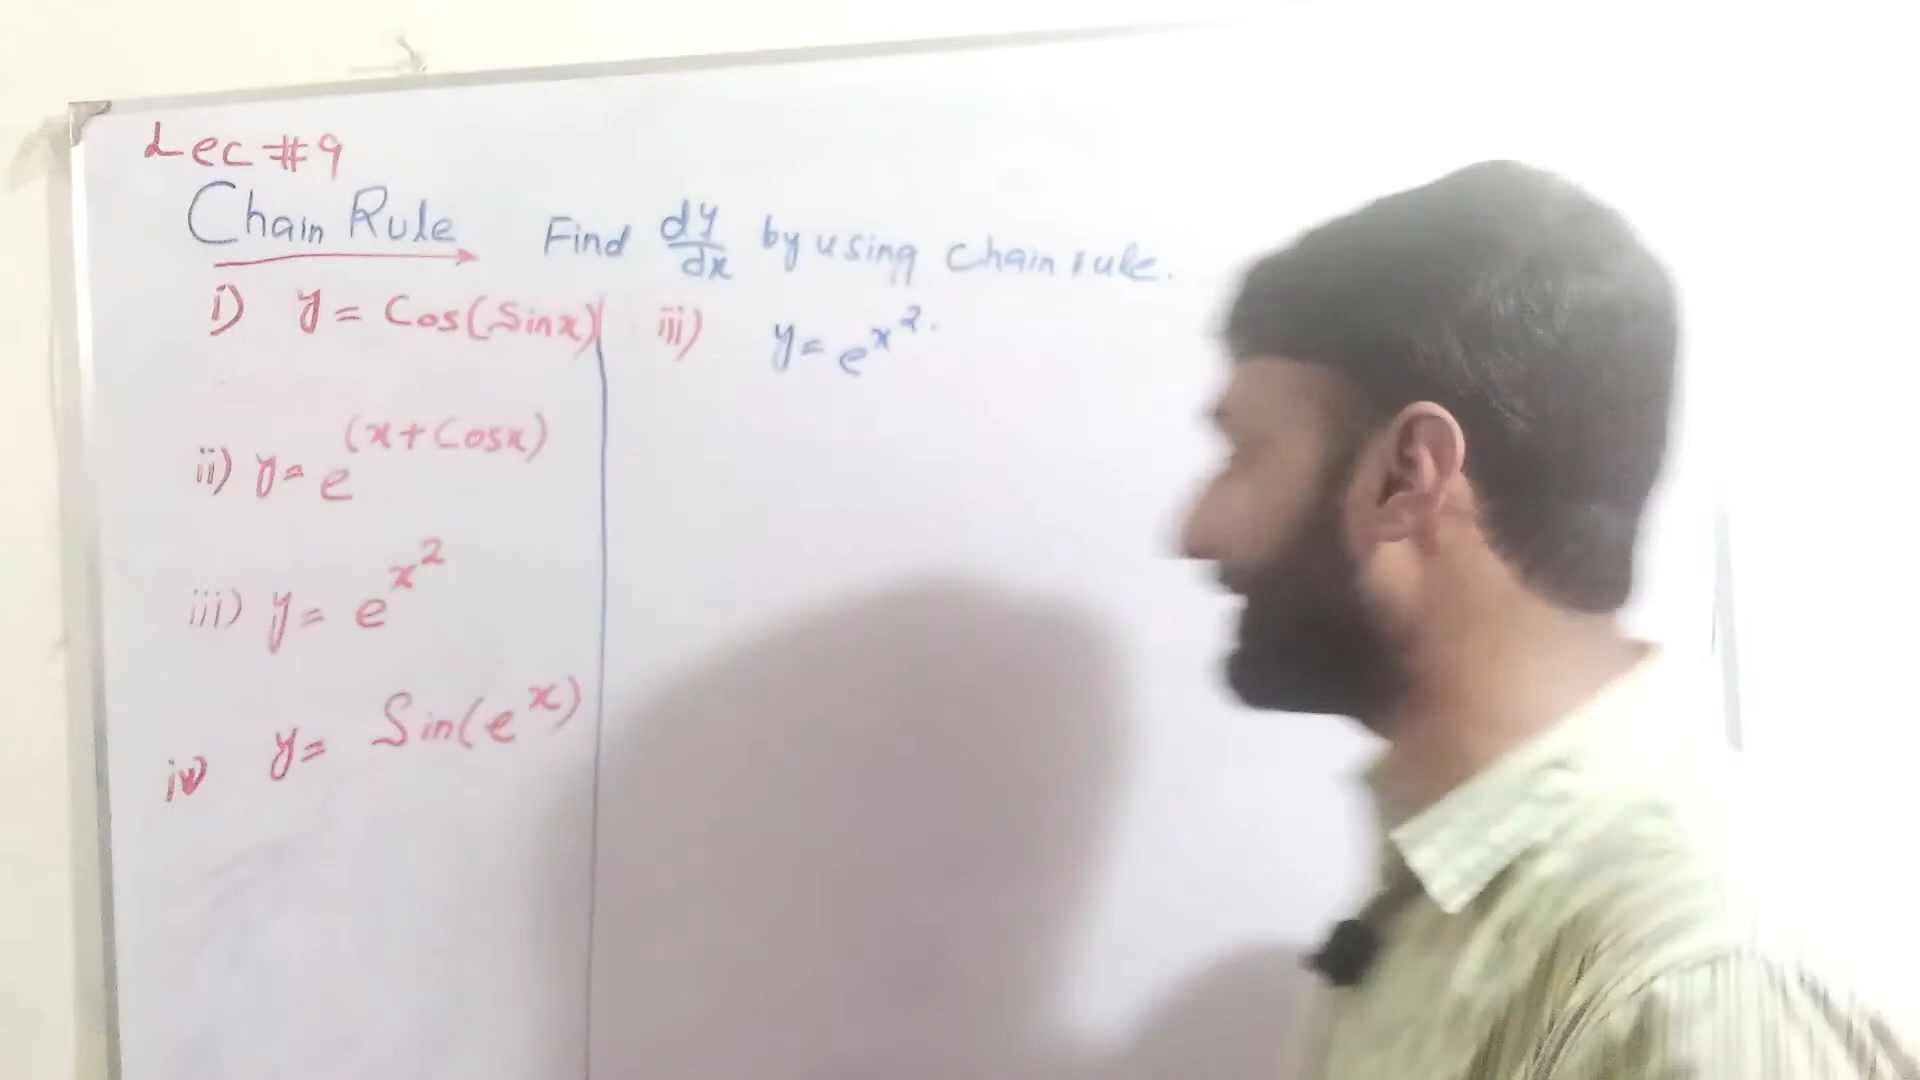 Lec #9
Chain Rule Find dy/dx by using chain rule.
i) y = Cos(Sinx)
ii) y = e^(x+Cosx)
iii) y = e^x^2
iv) y = Sin(e^x)
iii) y = e^x^2.